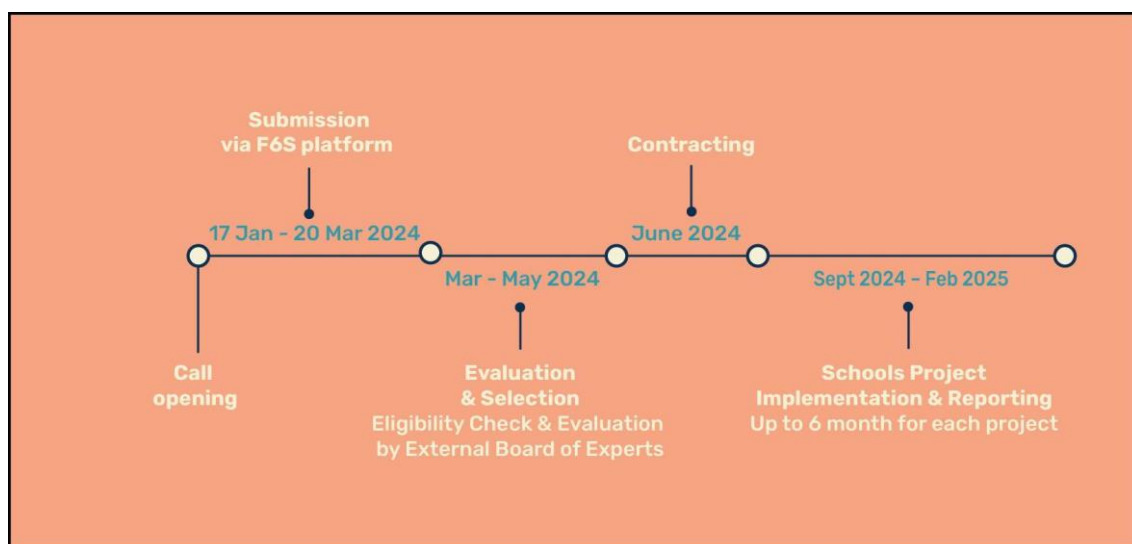 Submission
via F6S platform
Contracting
17 Jan - 20 Mar 2024
June 2024
Mar - May 2024
Sept 2024 – Feb 2025
Call
opening
Evaluation
& Selection
Eligibility Check & Evaluation
by External Board of Experts
Schools Project
Implementation & Reporting
Up to 6 month for each project